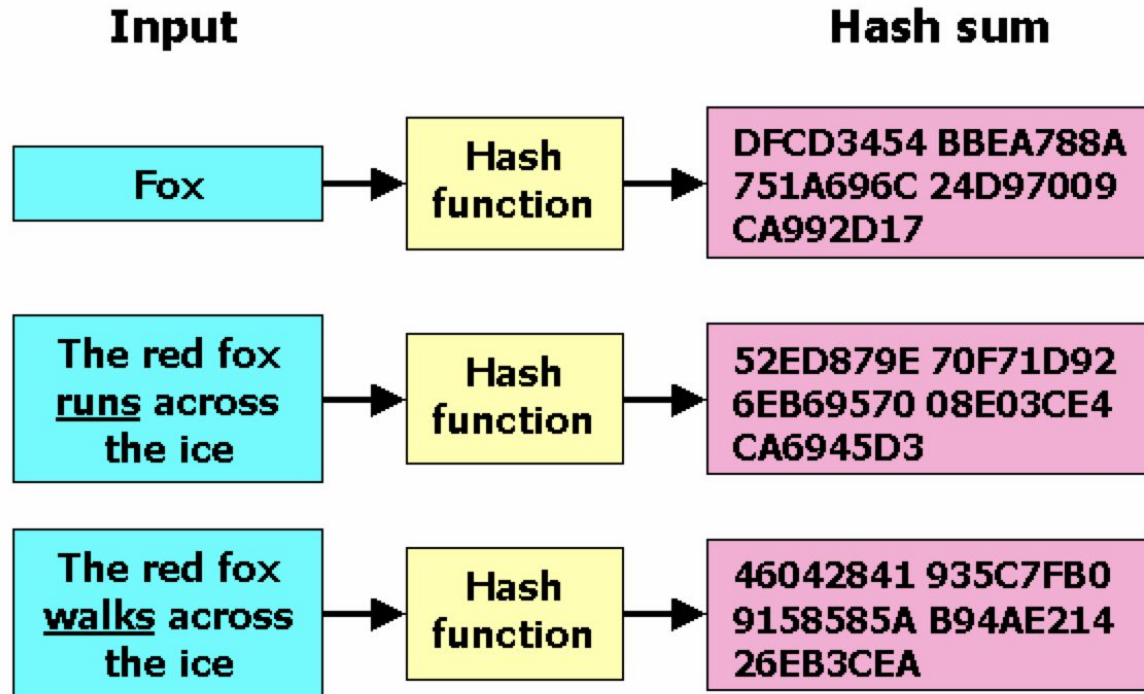 Input
Hash sum
Fox
Hash
function
DFCD3454 BBEA788A
751A696C 24D97009
CA992D17
The red fox
runs across
the ice
Hash
function
52ED879E 70F71D92
6EB69570 08E03CE4
CA6945D3
The red fox
walks across
the ice
Hash
function
46042841 935C7FB0
9158585A B94AE214
26EB3CEA